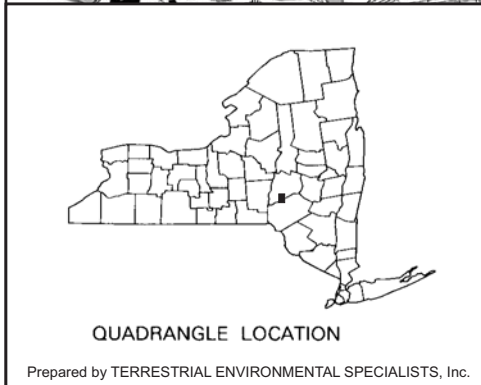 QUADRANGLE LOCATION
Prepared by TERRESTRIAL ENVIRONMENTAL SPECIALISTS, Inc.